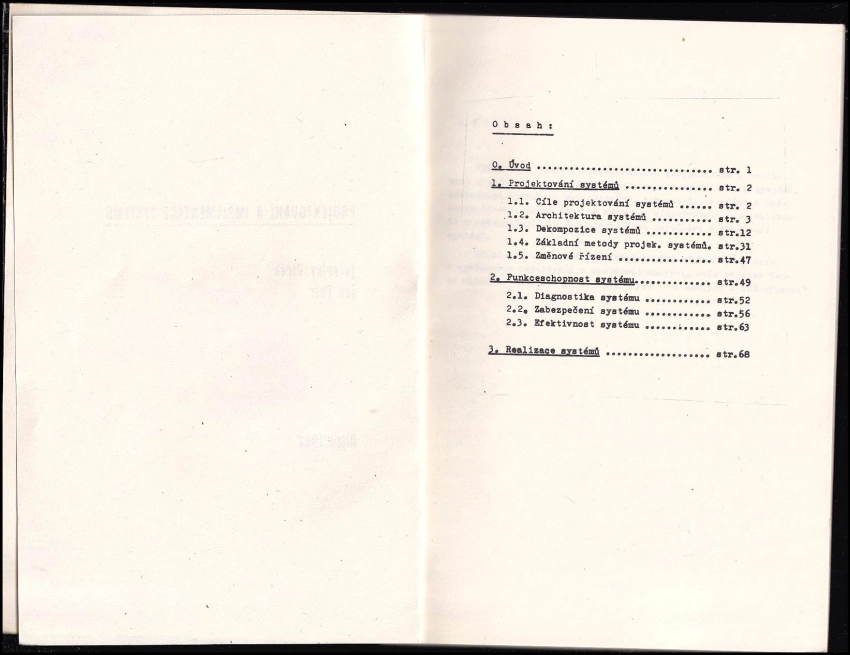 PROJEKTOVÁNÍ A IMPLEMENTACE SYSTÉMŮ
O b s a h :
0. Úvod ................................ str. 1
1. Projektování systémů ................ str. 2
1.1. Cíle projektování systémů ...... str. 2
1.2. Architektura systémů ........... str. 3
1.3. Dekompozice systémů ............ str.12
1.4. Základní metody projek. systémů. str.31
1.5. Změnové řízení ................. str.47
2. Funkceschopnost systému.............. str.49
2.1. Diagnostika systému ............ str.52
2.2. Zabezpečení systému ............ str.56
2.3. Efektivnost systému ............ str.63
3. Realizace systémů ................... str.68